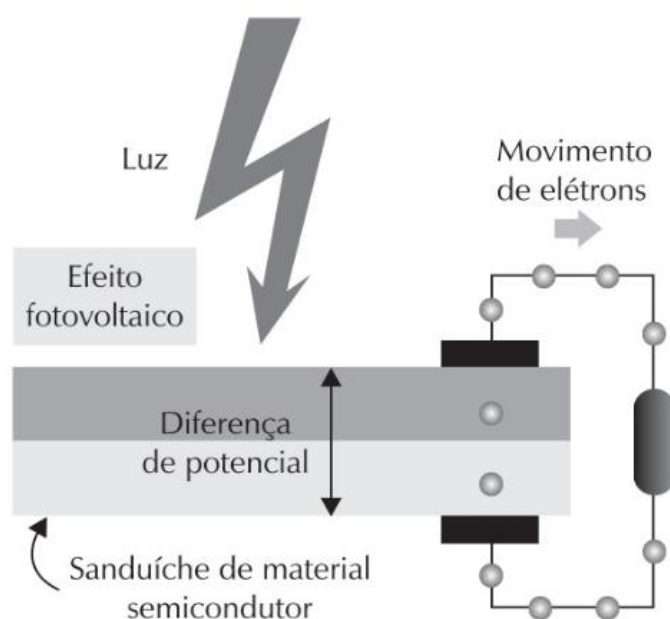 Luz
Movimento
de elétrons
Efeito
fotovoltaico
Diferença
de potencial
Sanduíche de material
semicondutor